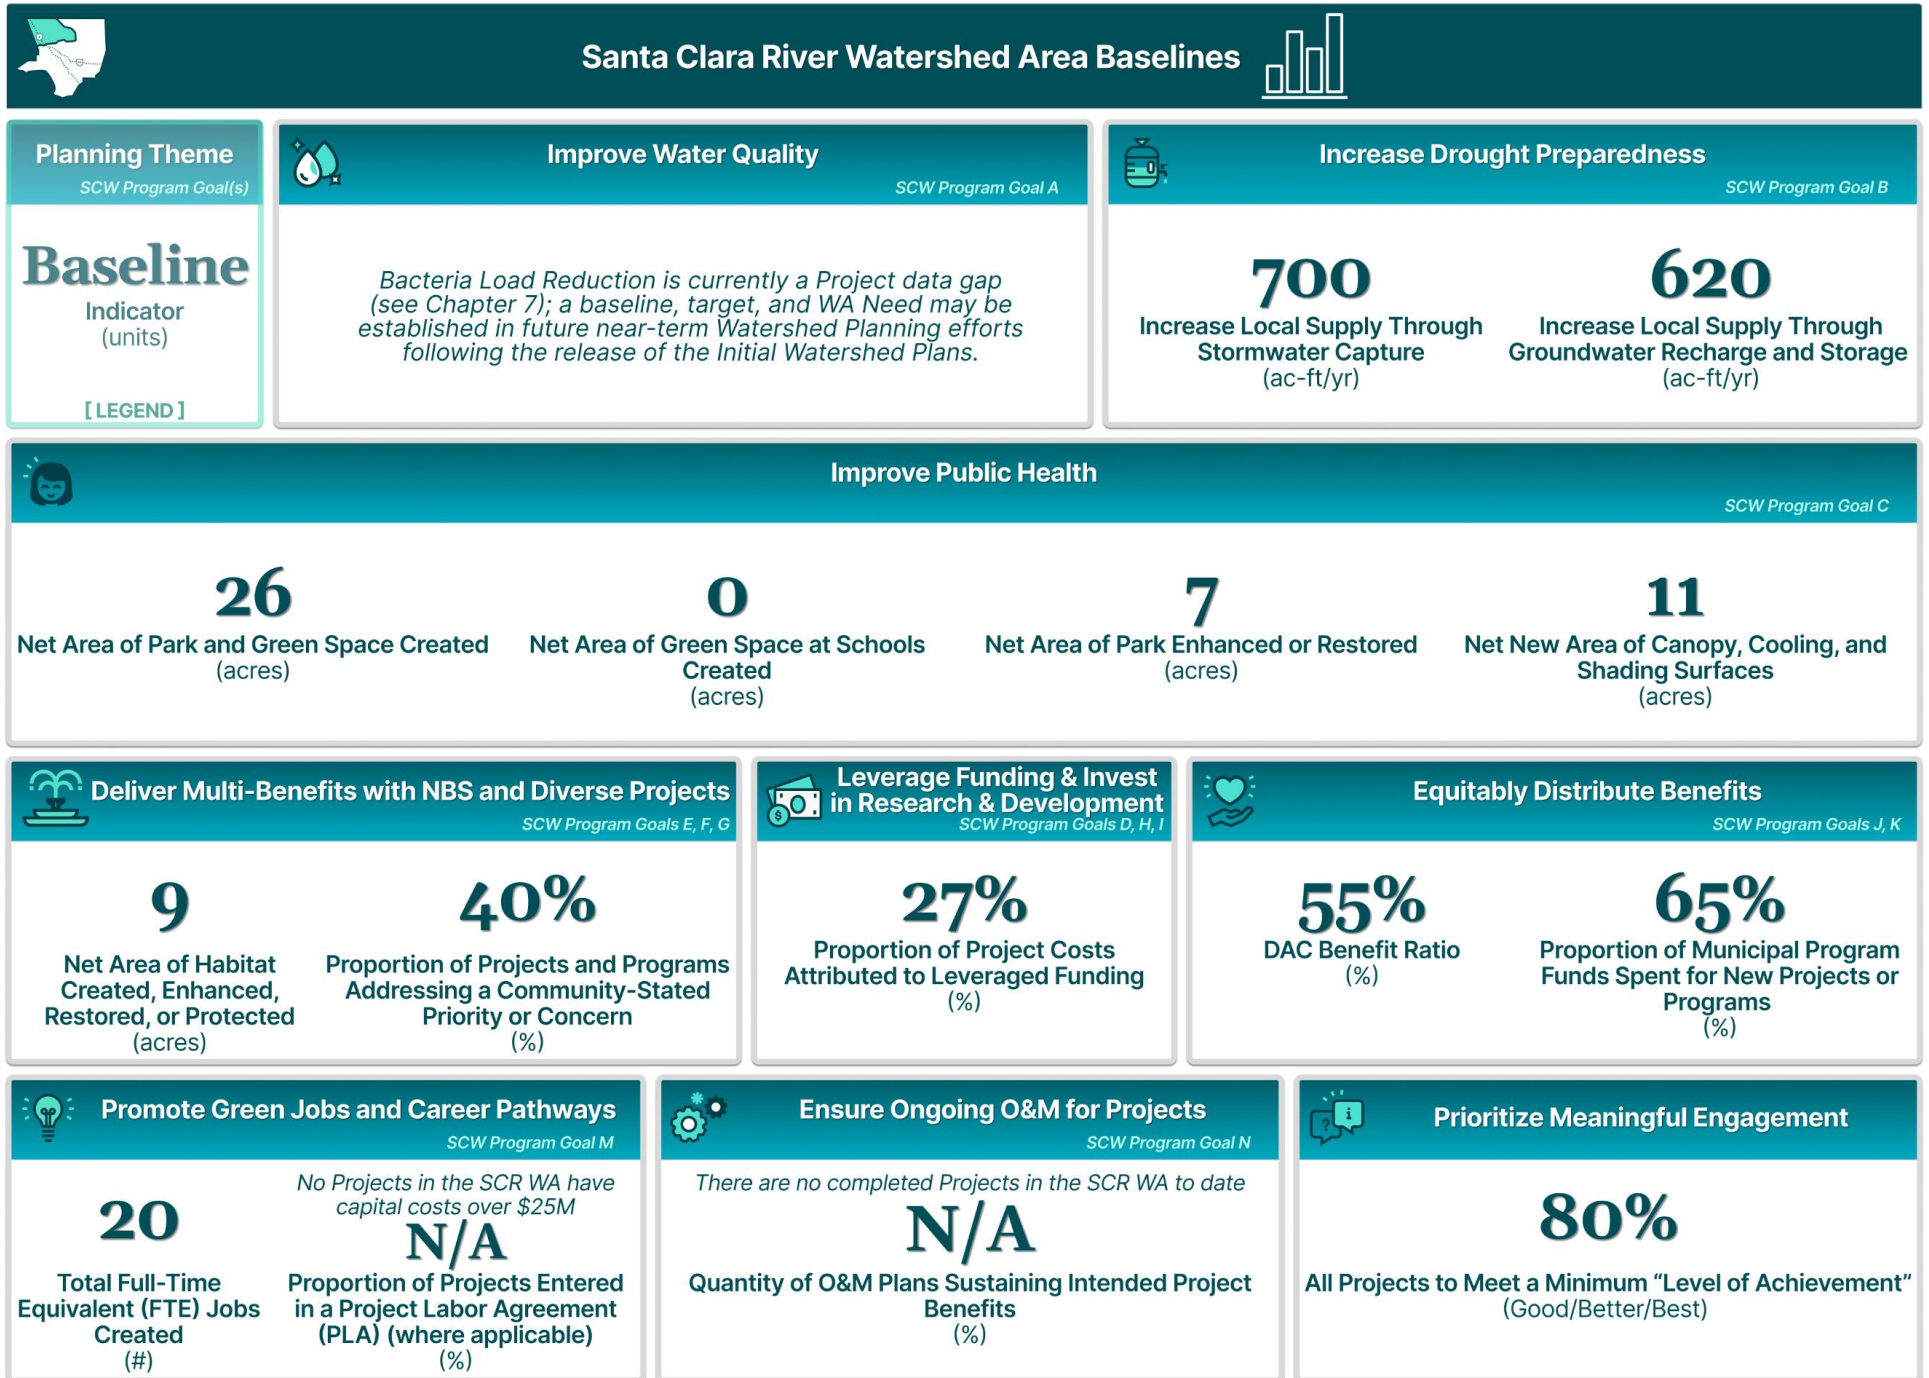 Santa Clara River Watershed Area Baselines
Planning Theme
SCW Program Goal(s)
Baseline
Indicator
(units)
[ LEGEND ]
Improve Water Quality
SCW Program Goal A
Bacteria Load Reduction is currently a Project data gap
(see Chapter 7); a baseline, target, and WA Need may be
established in future near-term Watershed Planning efforts
following the release of the Initial Watershed Plans.
Increase Drought Preparedness
SCW Program Goal B
700
Increase Local Supply Through
Stormwater Capture
(ac-ft/yr)
620
Increase Local Supply Through
Groundwater Recharge and Storage
(ac-ft/yr)
Improve Public Health
SCW Program Goal C
26
Net Area of Park and Green Space Created
(acres)
0
Net Area of Green Space at Schools
Created
(acres)
7
Net Area of Park Enhanced or Restored
(acres)
11
Net New Area of Canopy, Cooling, and
Shading Surfaces
(acres)
Deliver Multi-Benefits with NBS and Diverse Projects
SCW Program Goals E, F, G
9
Net Area of Habitat
Created, Enhanced,
Restored, or Protected
(acres)
40%
Proportion of Projects and Programs
Addressing a Community-Stated
Priority or Concern
(%)
Leverage Funding & Invest
in Research & Development
SCW Program Goals D, H, I
$
27%
Proportion of Project Costs
Attributed to Leveraged Funding
(%)
Equitably Distribute Benefits
SCW Program Goals J, K
55%
DAC Benefit Ratio
(%)
65%
Proportion of Municipal Program
Funds Spent for New Projects or
Programs
(%)
Promote Green Jobs and Career Pathways
SCW Program Goal M
20
Total Full-Time
Equivalent (FTE) Jobs
Created
(#)
No Projects in the SCR WA have
capital costs over $25M
N/A
Proportion of Projects Entered
in a Project Labor Agreement
(PLA) (where applicable)
(%)
Ensure Ongoing O&M for Projects
SCW Program Goal N
There are no completed Projects in the SCR WA to date
N/A
Quantity of O&M Plans Sustaining Intended Project
Benefits
(%)
? i
Prioritize Meaningful Engagement
80%
All Projects to Meet a Minimum “Level of Achievement”
(Good/Better/Best)